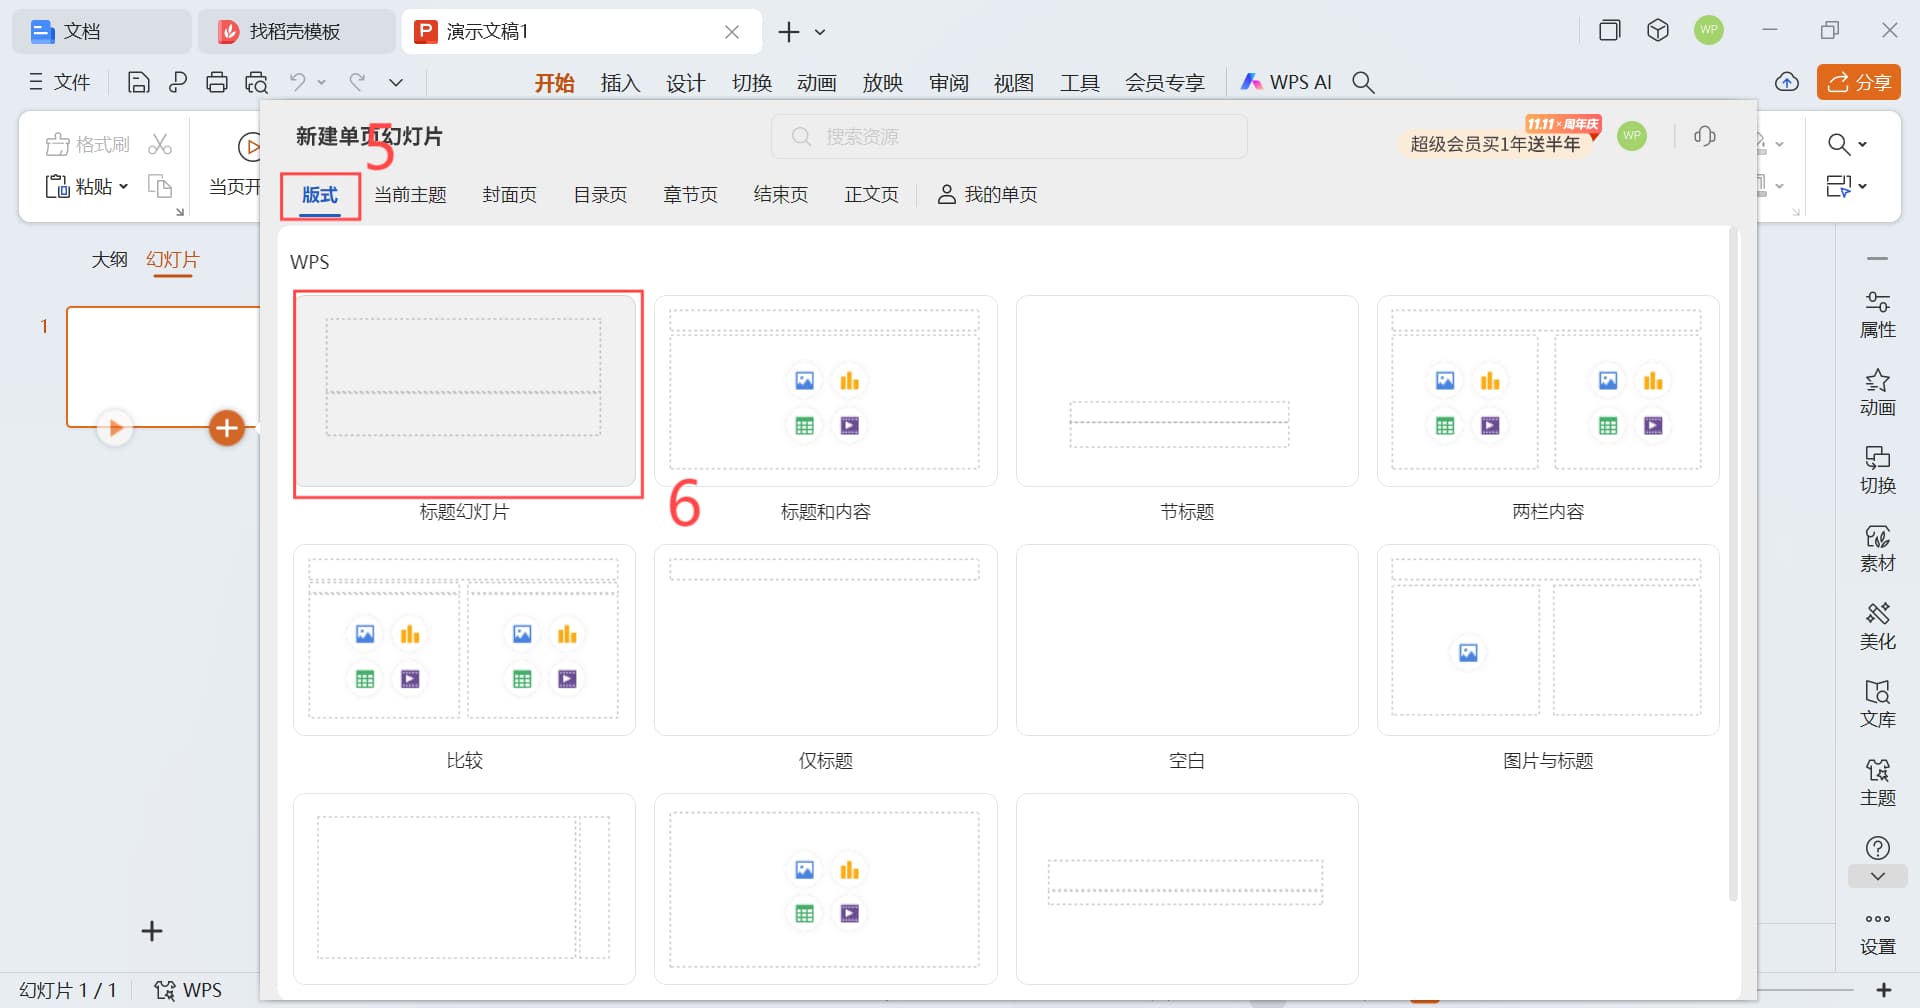 文档
找稻壳模板
P 演示文稿1
WP
文件
开始
插入
设计
切换
动画
放映
审阅
视图
工具
会员专享
WPS AI
分享
格式刷
粘贴
当页开
新建单页幻灯片
5
搜索资源
11.11×周年庆
超级会员买1年送半年
WP
版式
当前主题
封面页
目录页
章节页
结束页
正文页
我的单页
大纲
幻灯片
1
WPS
标题幻灯片
6
标题和内容
节标题
两栏内容
比较
仅标题
空白
图片与标题
属性
动画
切换
素材
美化
文库
主题
设置
幻灯片 1 / 1
WPS